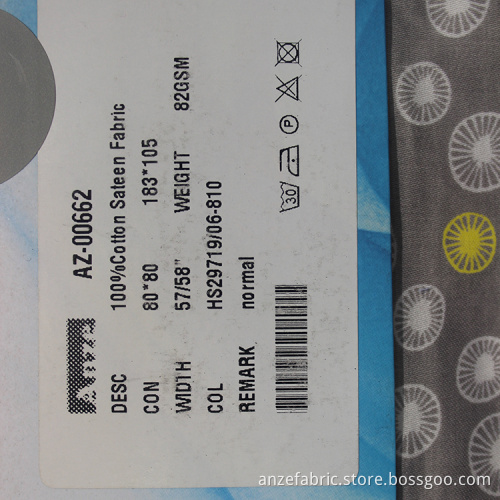 AZ-00662
DESC 100%Cotton Sateen Fabric
CON 80*80 183*105
WIDTH 57/58" WEIGHT 82GSM
COL HS29719/06-810
REMARK normal
30
P
anzefabric.store.bossgoo.com